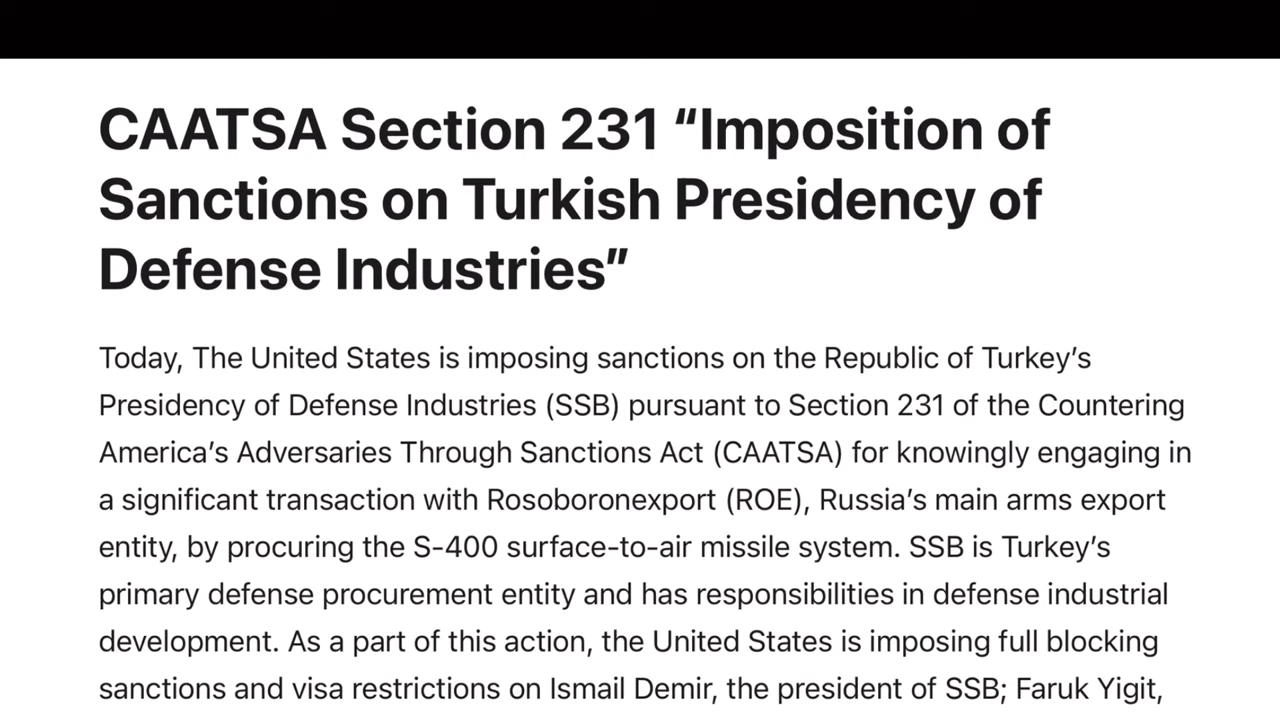 CAATSA Section 231 “Imposition of
Sanctions on Turkish Presidency of
Defense Industries”
Today, The United States is imposing sanctions on the Republic of Turkey’s
Presidency of Defense Industries (SSB) pursuant to Section 231 of the Countering
America’s Adversaries Through Sanctions Act (CAATSA) for knowingly engaging in
a significant transaction with Rosoboronexport (ROE), Russia’s main arms export
entity, by procuring the S-400 surface-to-air missile system. SSB is Turkey’s
primary defense procurement entity and has responsibilities in defense industrial
development. As a part of this action, the United States is imposing full blocking
sanctions and visa restrictions on Ismail Demir, the president of SSB; Faruk Yigit,